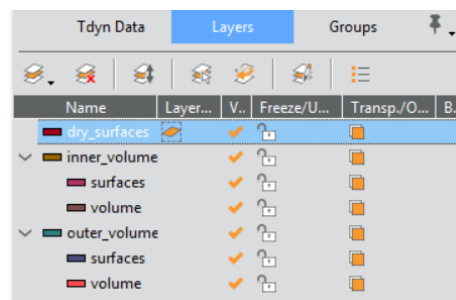 Tdyn Data Layers Groups
Name Layer... V.. Freeze/U... Transp./O... B.
dry_surfaces
inner_volume
surfaces
volume
outer_volume
surfaces
volume